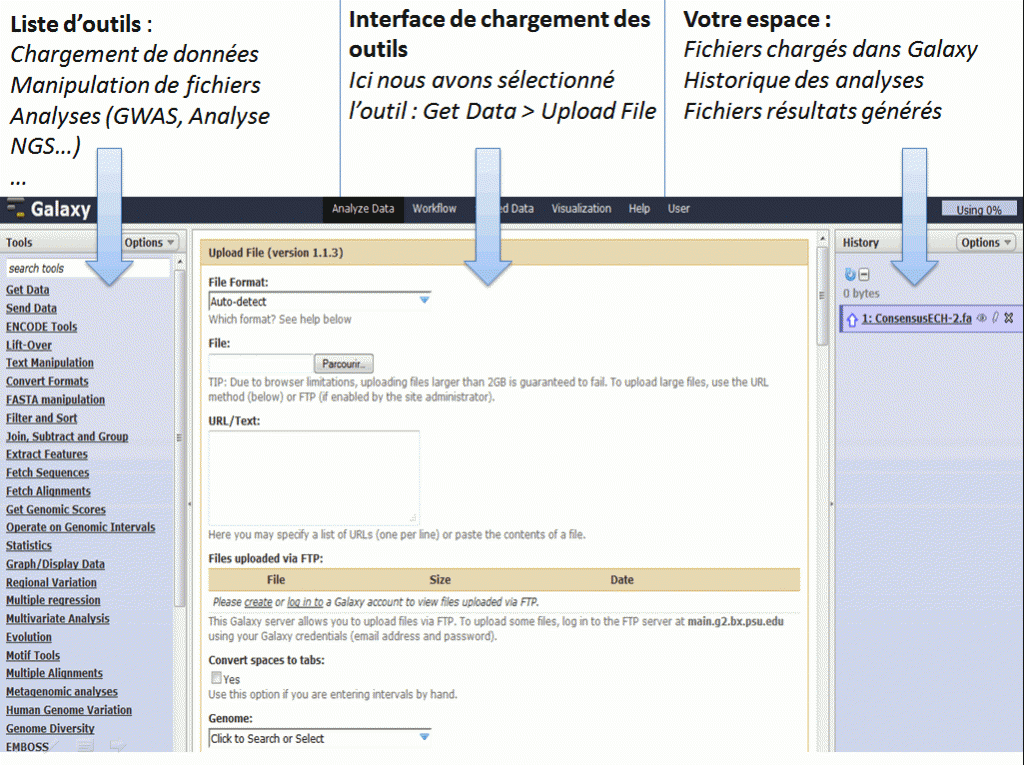 Liste d'outils :
Chargement de données
Manipulation de fichiers
Analyses (GWAS, Analyse
NGS...)
...
Interface de chargement des
outils
Ici nous avons sélectionné
l'outil : Get Data > Upload File
Votre espace :
Fichiers chargés dans Galaxy
Historique des analyses
Fichiers résultats générés
Galaxy
Analyze Data
Workflow
Data
Visualization
Help
User
Using 0%
Tools
Options
search tools
Get Data
Send Data
ENCODE Tools
Lift-Over
Text Manipulation
Convert Formats
FASTA manipulation
Filter and Sort
Join, Subtract and Group
Extract Features
Fetch Sequences
Fetch Alignments
Get Genomic Scores
Operate on Genomic Intervals
Statistics
Graph/Display Data
Regional Variation
Multiple regression
Multivariate Analysis
Evolution
Motif Tools
Multiple Alignments
Metagenomic analyses
Human Genome Variation
Genome Diversity
EMBOSS
Upload File (version 1.1.3)
File Format:
Auto-detect
Which format? See help below
File:
Parcourir...
TIP: Due to browser limitations, uploading files larger than 2GB is guaranteed to fail. To upload large files, use the URL
method (below) or FTP (if enabled by the site administrator).
URL/Text:
Here you may specify a list of URLs (one per line) or paste the contents of a file.
Files uploaded via FTP:
File Size Date
Please create or log in to a Galaxy account to view files uploaded via FTP.
This Galaxy server allows you to upload files via FTP. To upload some files, log in to the FTP server at main.g2.bx.psu.edu
using your Galaxy credentials (email address and password).
Convert spaces to tabs:
Yes
Use this option if you are entering intervals by hand.
Genome:
Click to Search or Select
History
Options
0 bytes
1: ConsensusECH-2.fa